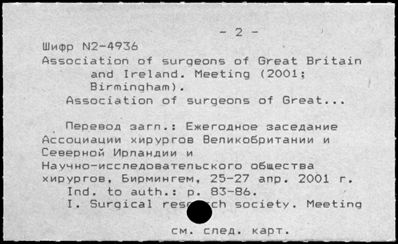 - 2 -
Шифр N2-4936
Association of surgeons of Great Britain
and Ireland. Meeting (2001;
Birmingham).
Association of surgeons of Great...
Перевод загл.: Ежегодное заседание
Ассоциации хирургов Великобритании и
Северной Ирландии и
Научно-исследовательского общества
хирургов, Бирмингем, 25-27 апр. 2001 г.
Ind. to auth.: p. 83-86.
I. Surgical society. Meeting
см. след. карт.